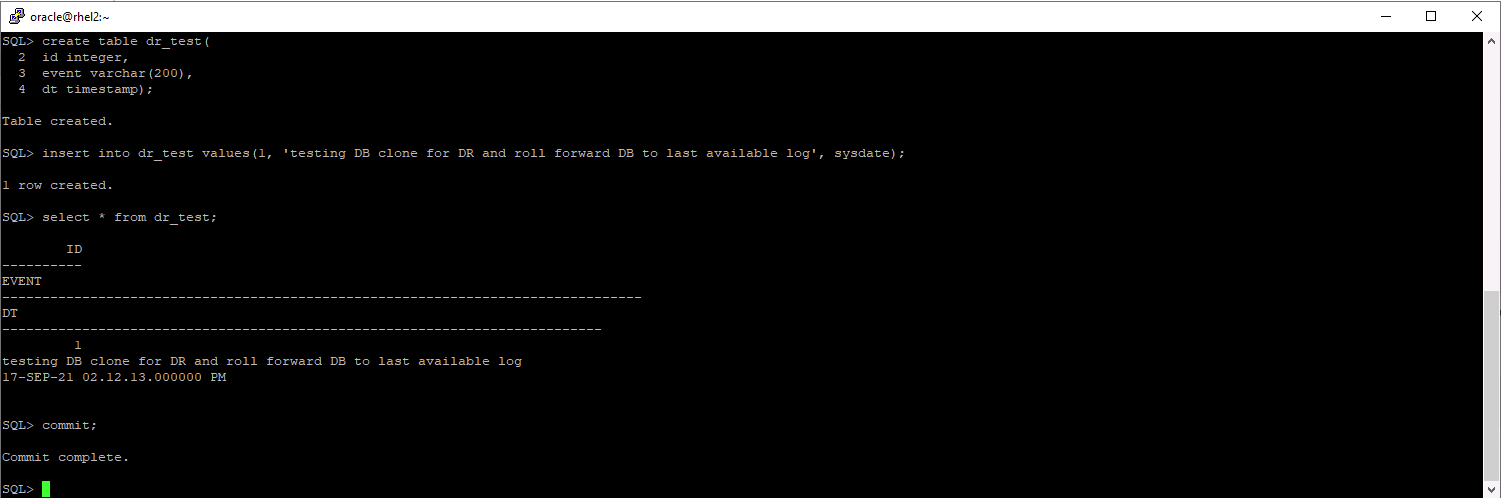 oracle@rhel2:~
SQL> create table dr_test(
  2  id integer,
  3  event varchar(200),
  4  dt timestamp);
Table created.
SQL> insert into dr_test values(1, 'testing DB clone for DR and roll forward DB to last available log', sysdate);
1 row created.
SQL> select * from dr_test;
        ID
----------
EVENT
--------------------------------------------------------------------------------
DT
---------------------------------------------------------------------------
         1
testing DB clone for DR and roll forward DB to last available log
17-SEP-21 02.12.13.000000 PM
SQL> commit;
Commit complete.
SQL>